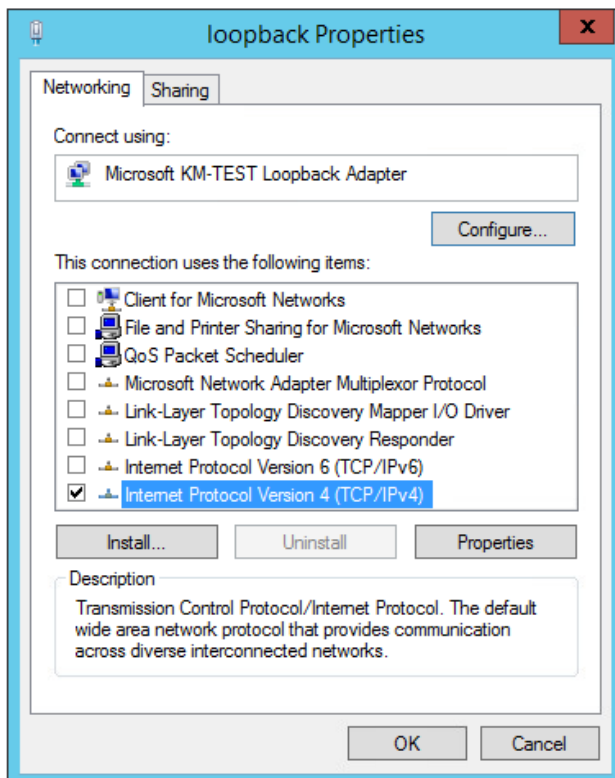 loopback Properties
x
Networking
Sharing
Connect using:
Microsoft KM-TEST Loopback Adapter
Configure...
This connection uses the following items:
Client for Microsoft Networks
File and Printer Sharing for Microsoft Networks
QoS Packet Scheduler
Microsoft Network Adapter Multiplexor Protocol
Link-Layer Topology Discovery Mapper I/O Driver
Link-Layer Topology Discovery Responder
Internet Protocol Version 6 (TCP/IPv6)
Internet Protocol Version 4 (TCP/IPv4)
Install...
Uninstall
Properties
Description
Transmission Control Protocol/Internet Protocol. The default
wide area network protocol that provides communication
across diverse interconnected networks.
OK
Cancel